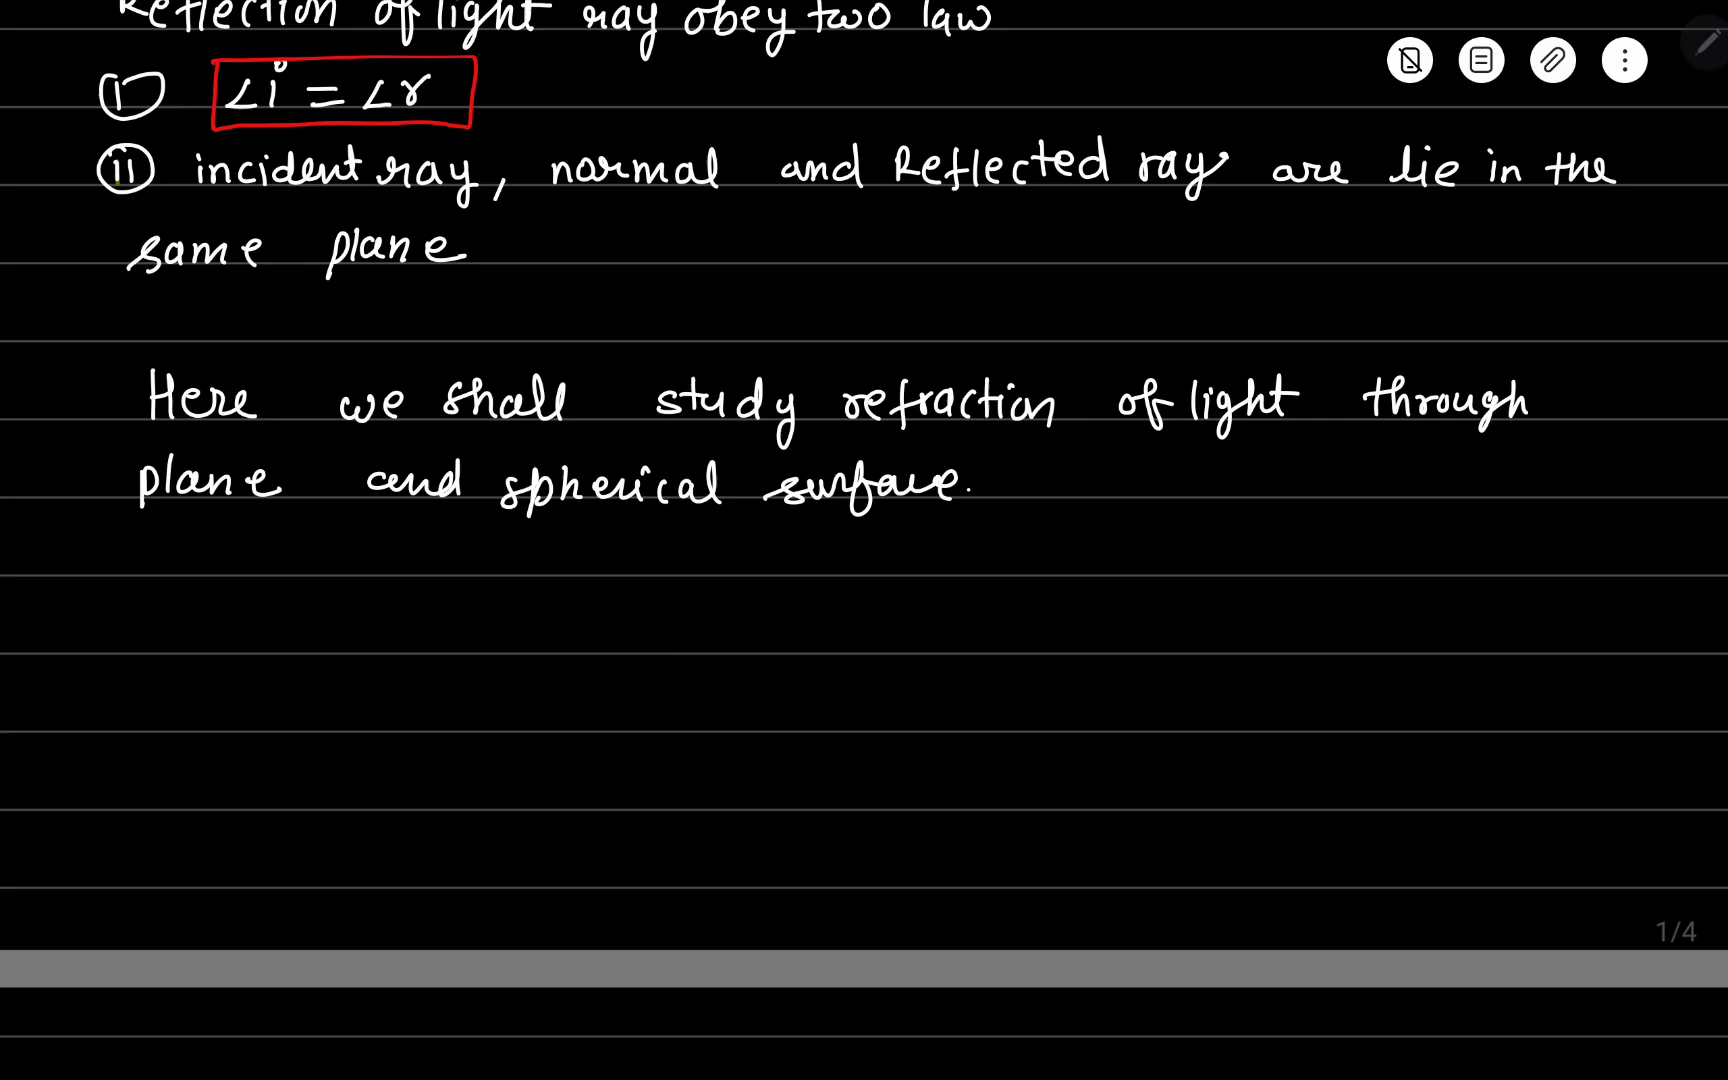 Reflection of light ray obey two law
(i) ∠i = ∠r
(ii) incident ray, normal and Reflected ray are lie in the
same plane
Here we shall study refraction of light through
plane and spherical surface.
1/4